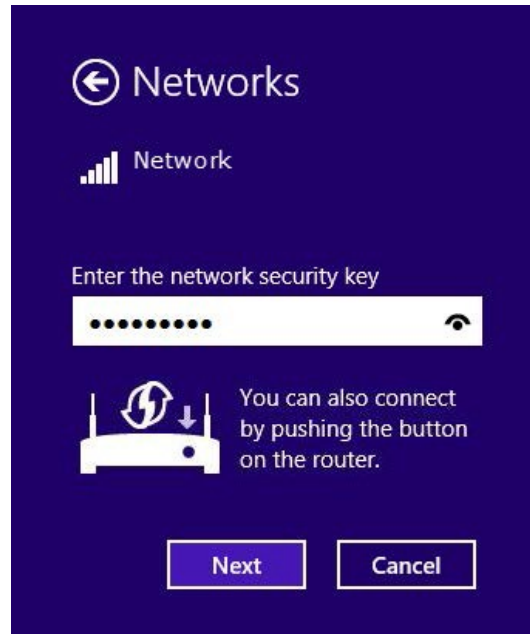 Networks
Network
Enter the network security key
•••••••••
You can also connect
by pushing the button
on the router.
Next
Cancel